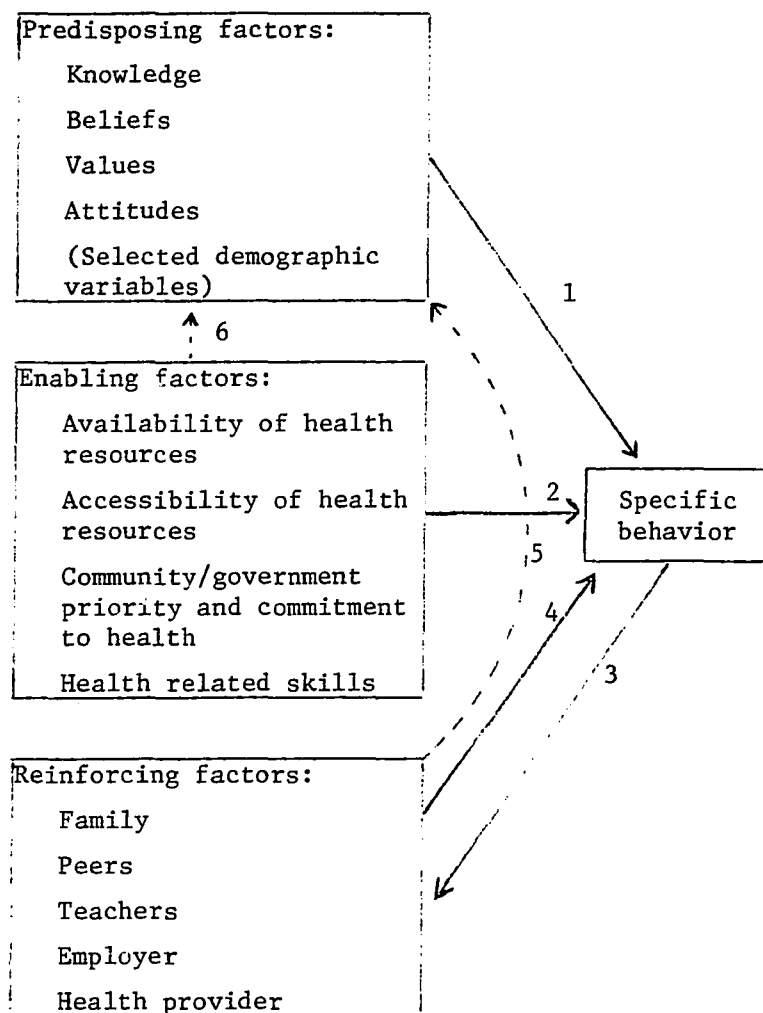 Predisposing factors:
Knowledge
Beliefs
Values
Attitudes
(Selected demographic
variables)
1
6
Enabling factors:
Availability of health
resources
Accessibility of health
resources
Community/government
priority and commitment
to health
Health related skills
2
5
4
3
Specific
behavior
Reinforcing factors:
Family
Peers
Teachers
Employer
Health provider